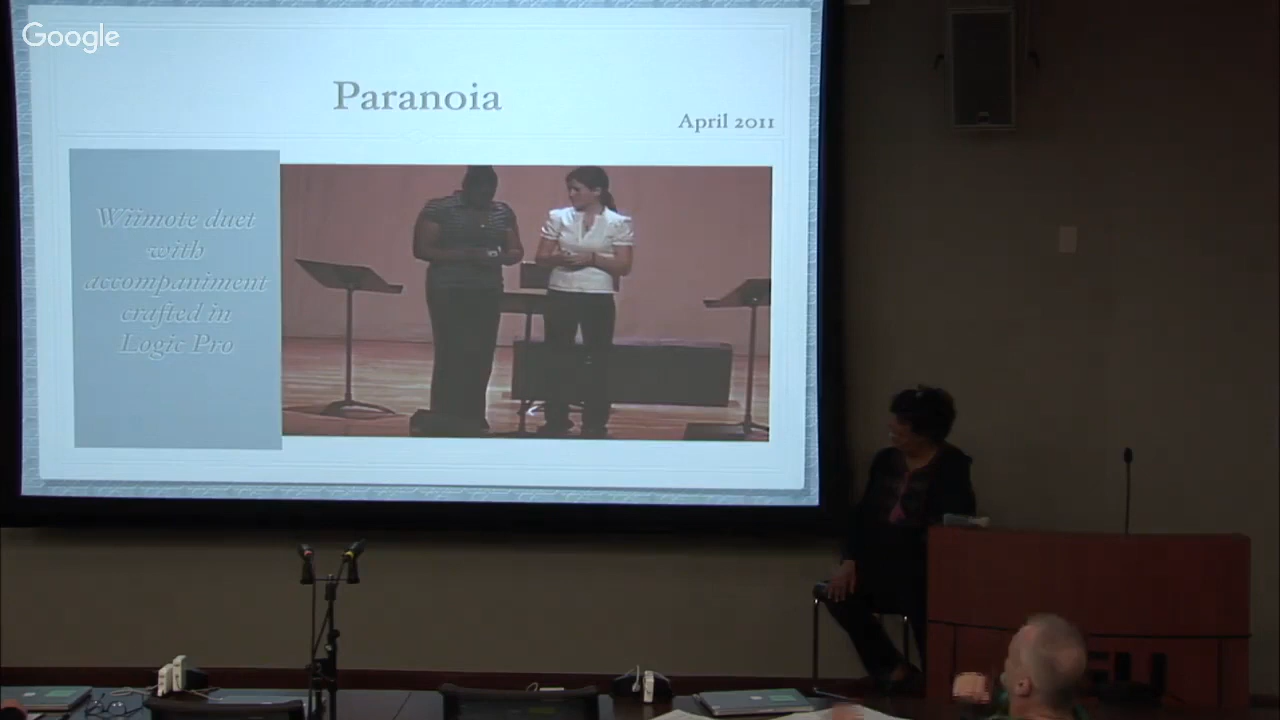 Google
Paranoia
April 2011
Wiimote duet
with
accompaniment
crafted in
Logic Pro